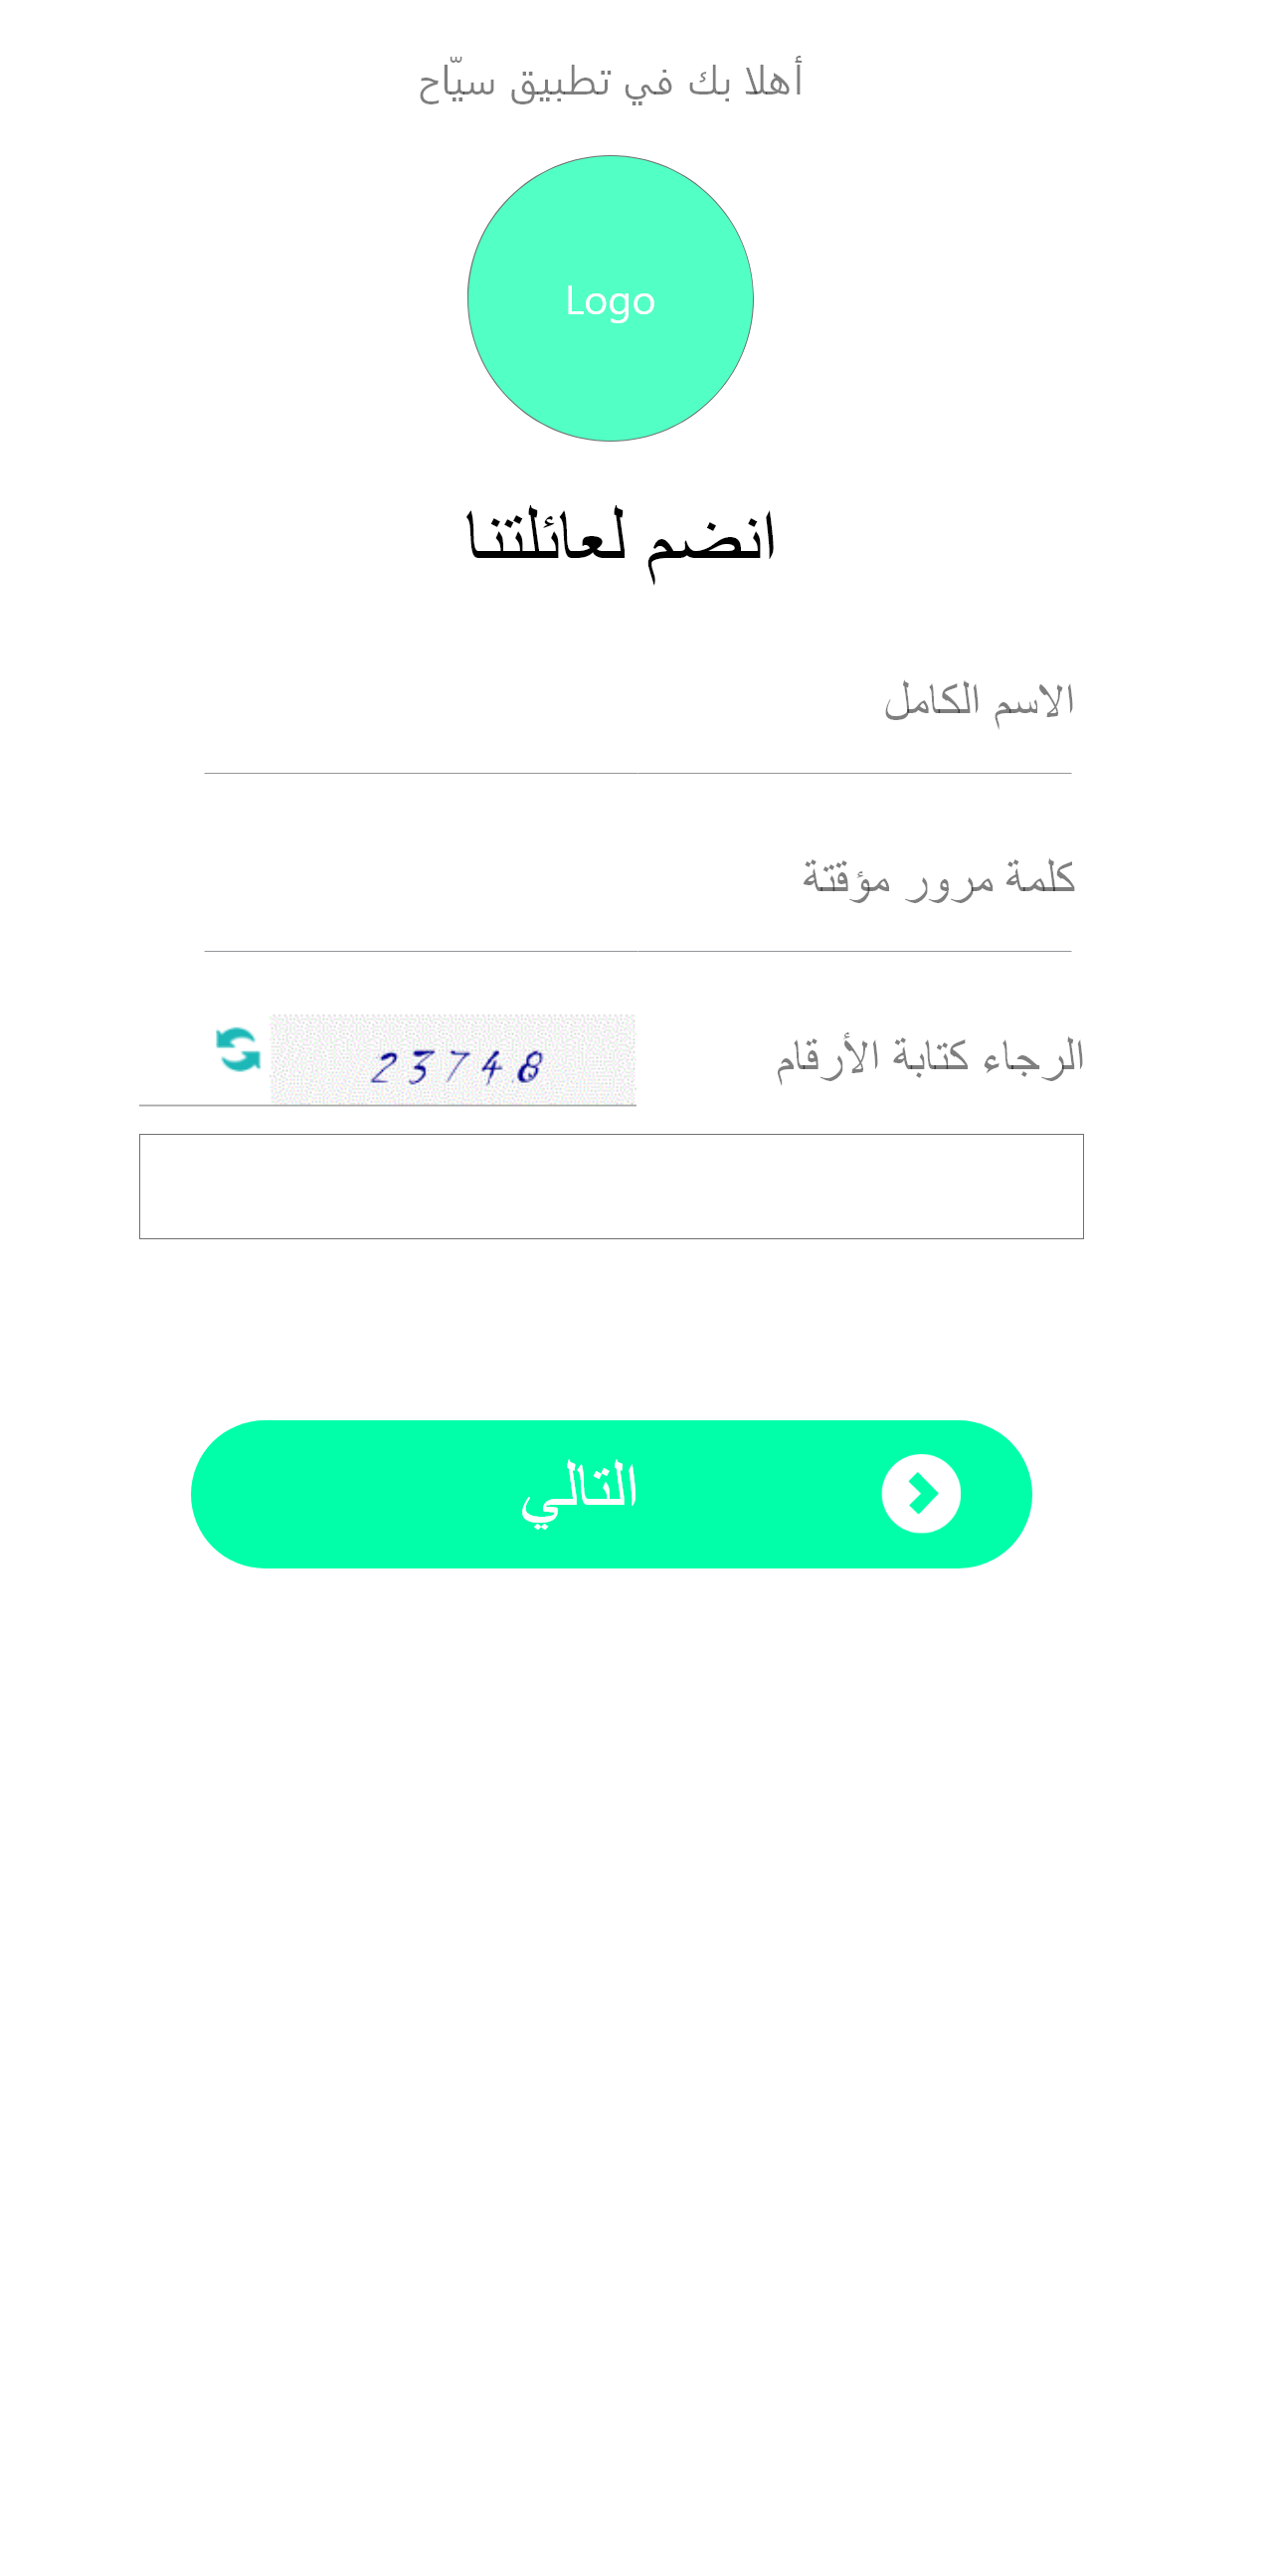 أهلا بك في تطبيق سيّاح
Logo
انضم لعائلتنا
الاسم الكامل
كلمة مرور مؤقتة
الرجاء كتابة الأرقام
23748
التالي